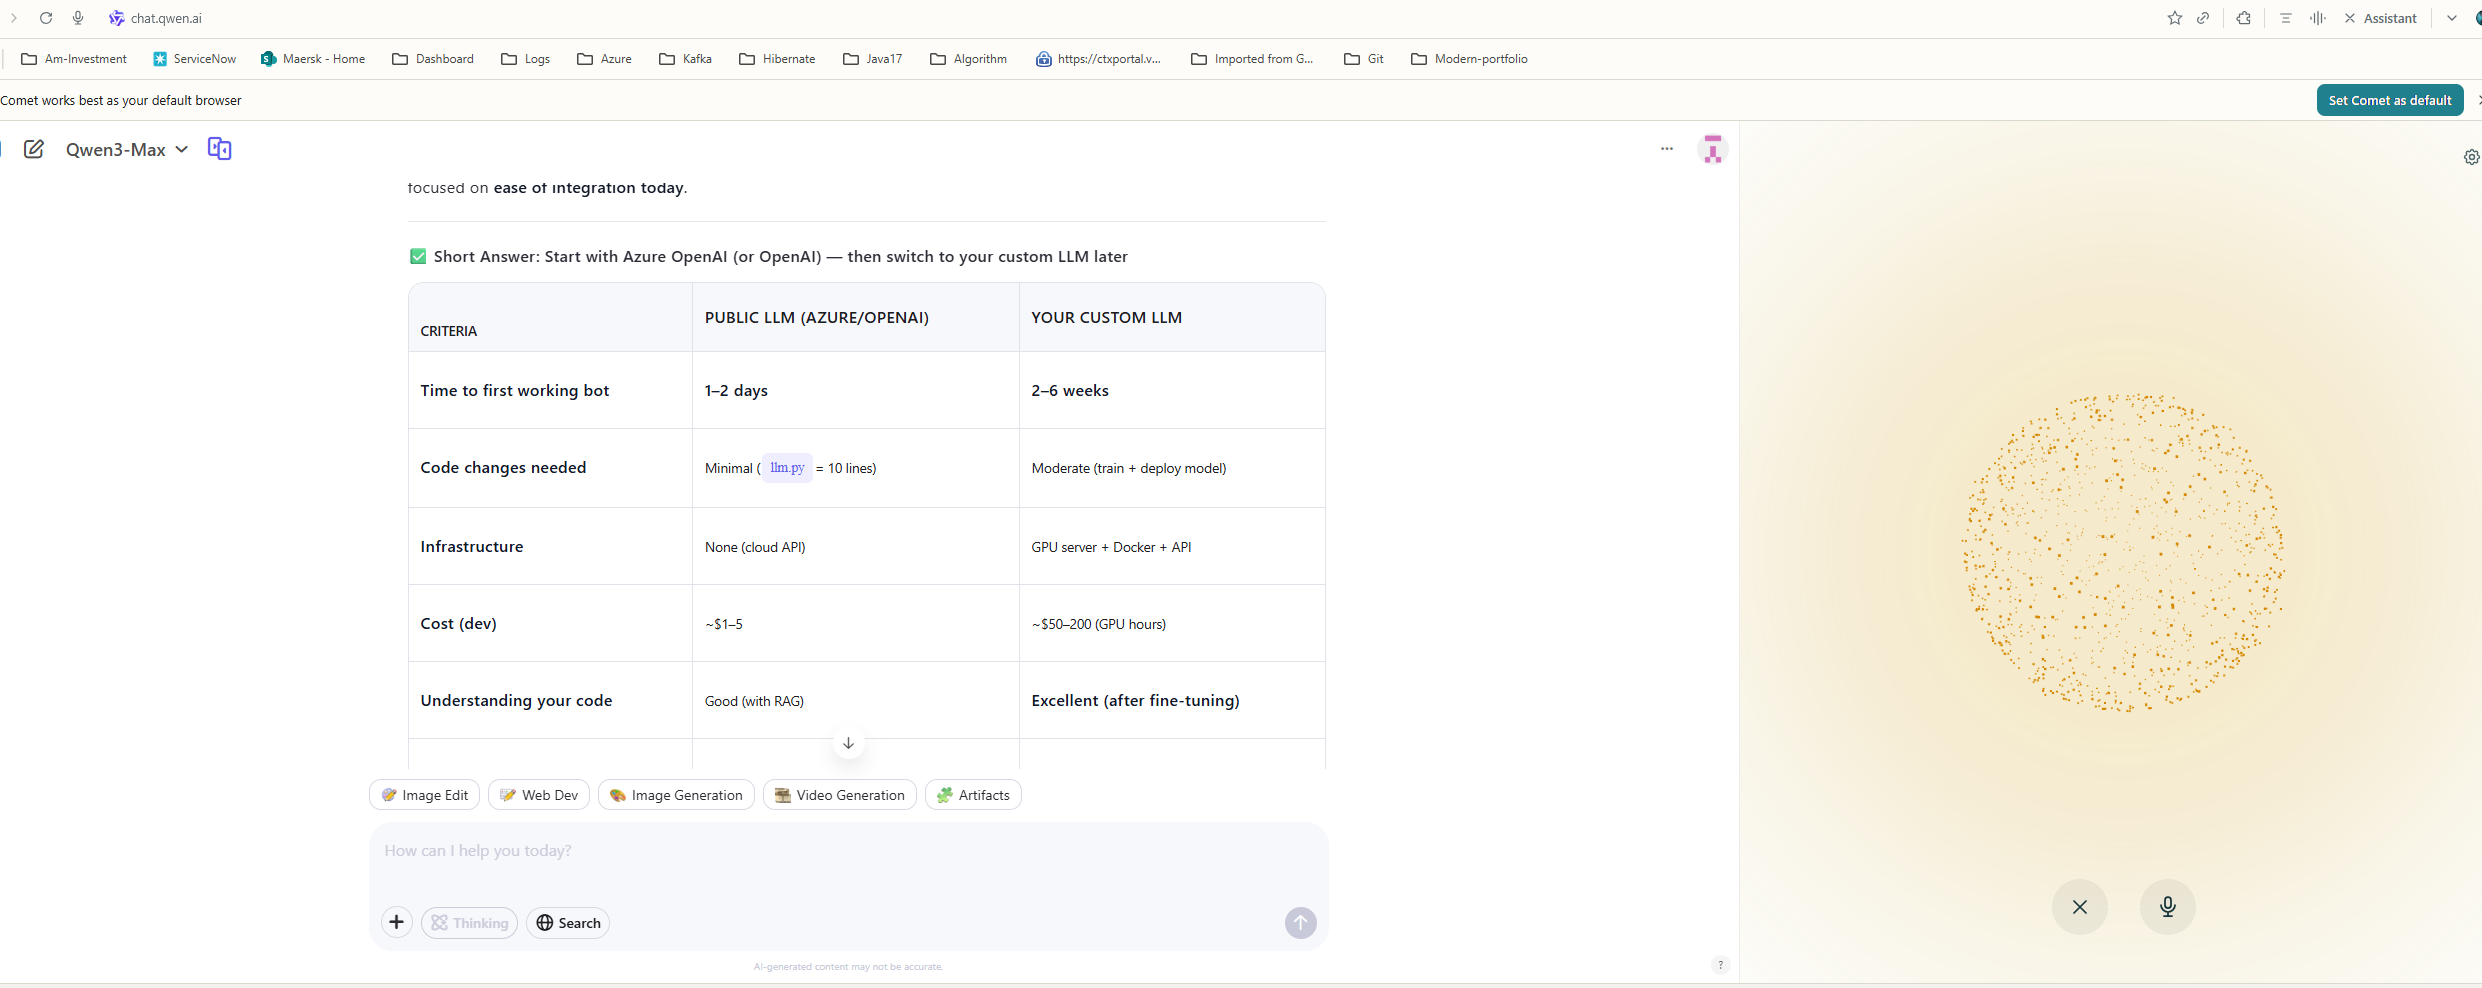 chat.qwen.ai
Assistant
Am-Investment
ServiceNow
Maersk - Home
Dashboard
Logs
Azure
Kafka
Hibernate
Java17
Algorithm
https://ctxportal.v...
Imported from G...
Git
Modern-portfolio
Comet works best as your default browser
Set Comet as default
Qwen3-Max
focused on ease of integration today.
✅ Short Answer: Start with Azure OpenAI (or OpenAI) — then switch to your custom LLM later
CRITERIA
PUBLIC LLM (AZURE/OPENAI)
YOUR CUSTOM LLM
Time to first working bot
1–2 days
2–6 weeks
Code changes needed
Minimal ( llm.py = 10 lines)
Moderate (train + deploy model)
Infrastructure
None (cloud API)
GPU server + Docker + API
Cost (dev)
~$1–5
~$50–200 (GPU hours)
Understanding your code
Good (with RAG)
Excellent (after fine-tuning)
Image Edit
Web Dev
Image Generation
Video Generation
Artifacts
How can I help you today?
Thinking
Search
AI-generated content may not be accurate.
?